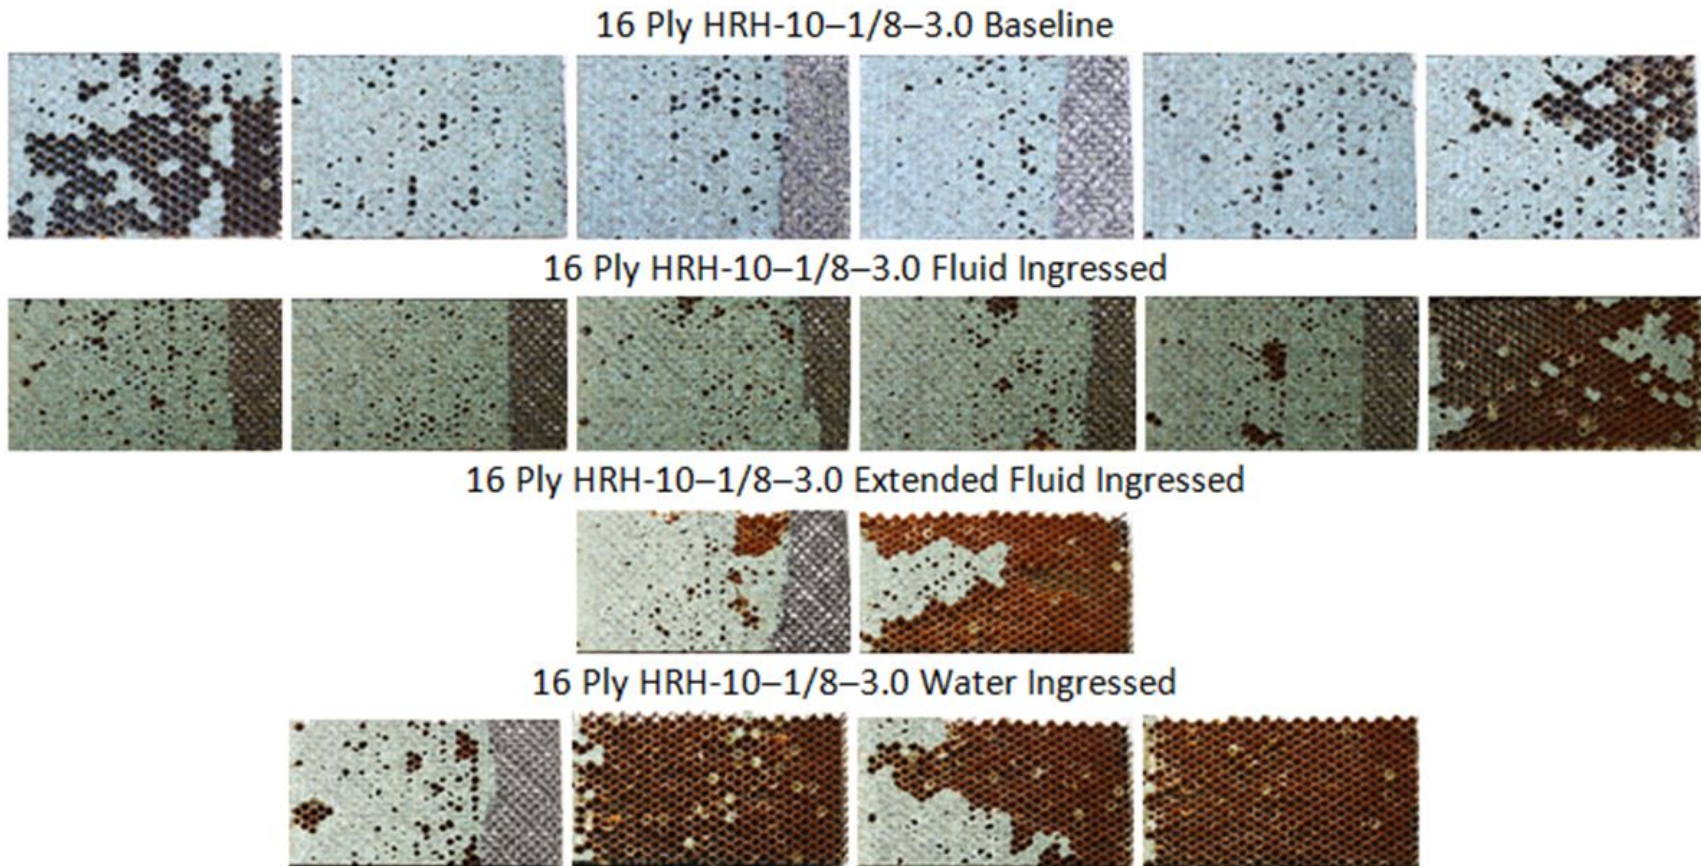 16 Ply HRH-10–1/8–3.0 Baseline
16 Ply HRH-10–1/8–3.0 Fluid Ingressed
16 Ply HRH-10–1/8–3.0 Extended Fluid Ingressed
16 Ply HRH-10–1/8–3.0 Water Ingressed